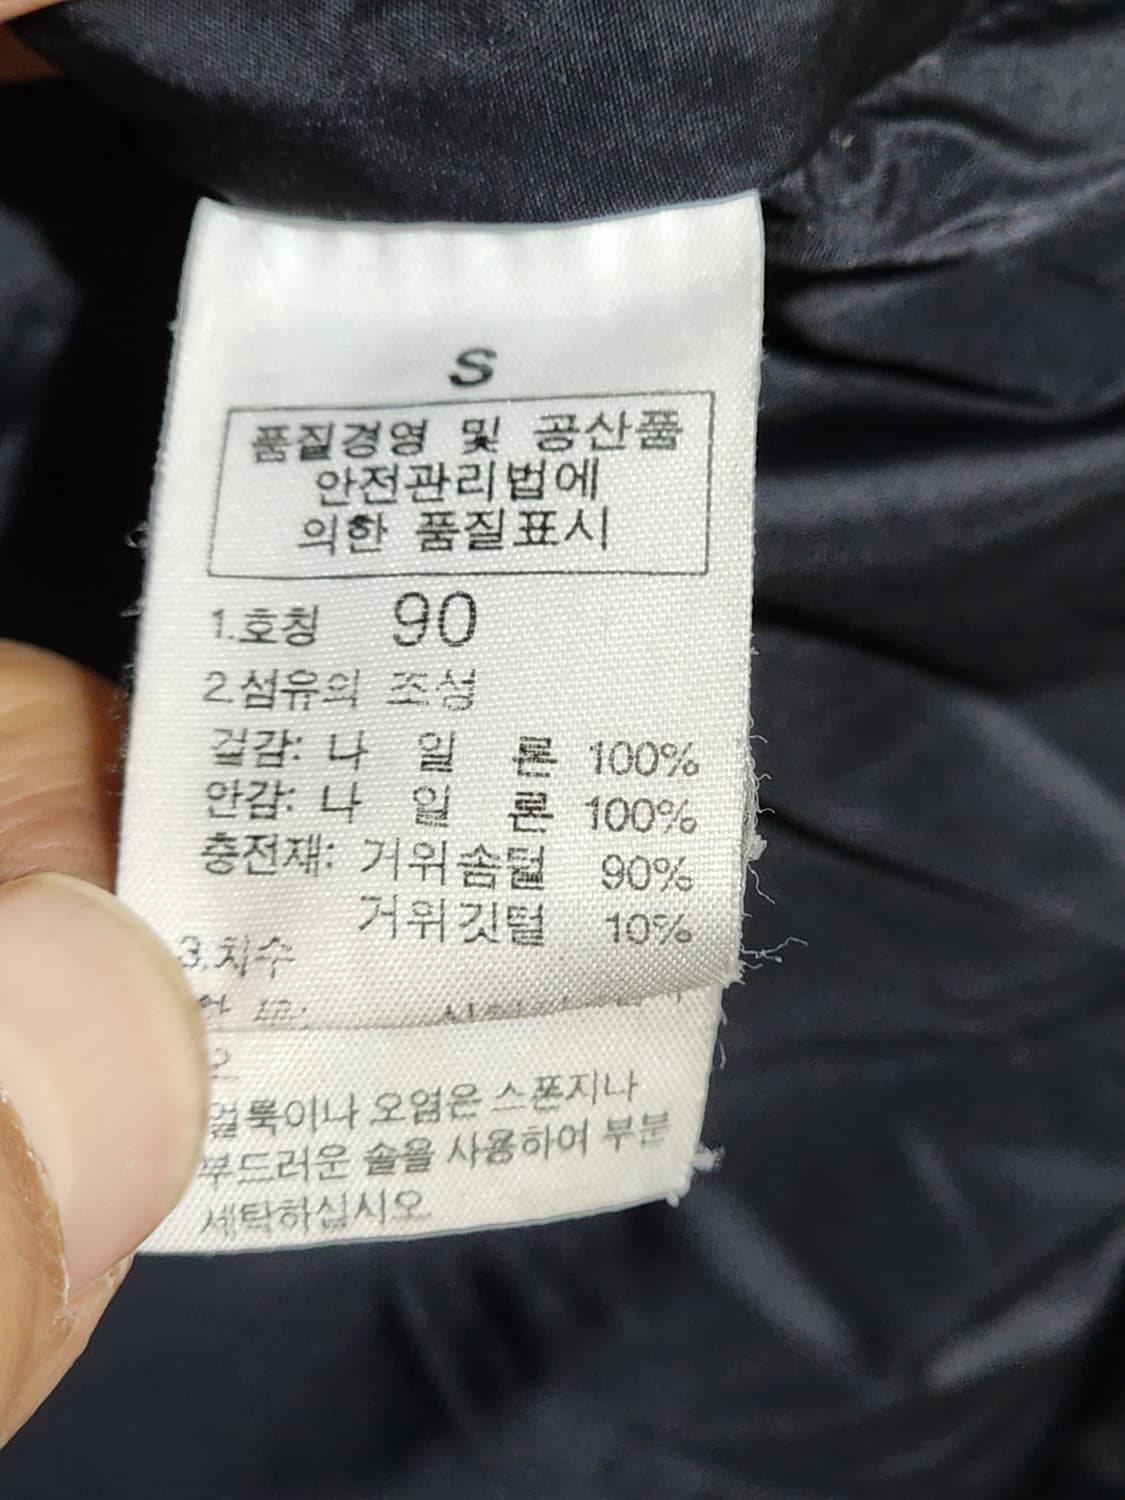 S
품질경영 및 공산품
안전관리법에
의한 품질표시
1.호칭 90
2.섬유의 조성
겉감: 나 일 론 100%
안감: 나 일 론 100%
충전재: 거위솜털 90%
거위깃털 10%
3.치수
오
얼룩이나 오염은 스폰지나
부드러운 솔을 사용하여 부분
세탁하십시오